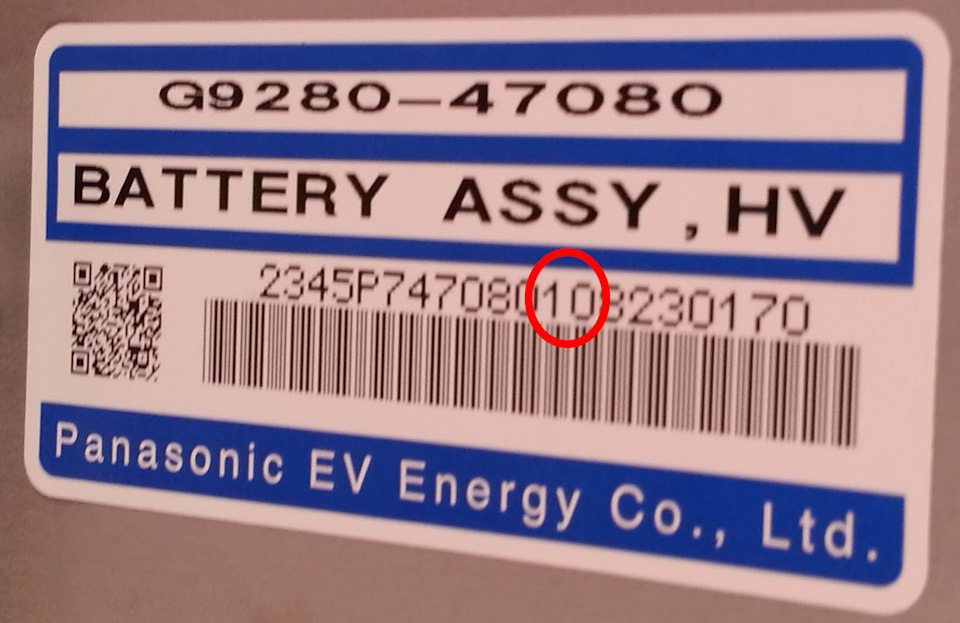 G9280-47080
BATTERY ASSY,HV
2345P747080108230170
Panasonic EV Energy Co., Ltd.